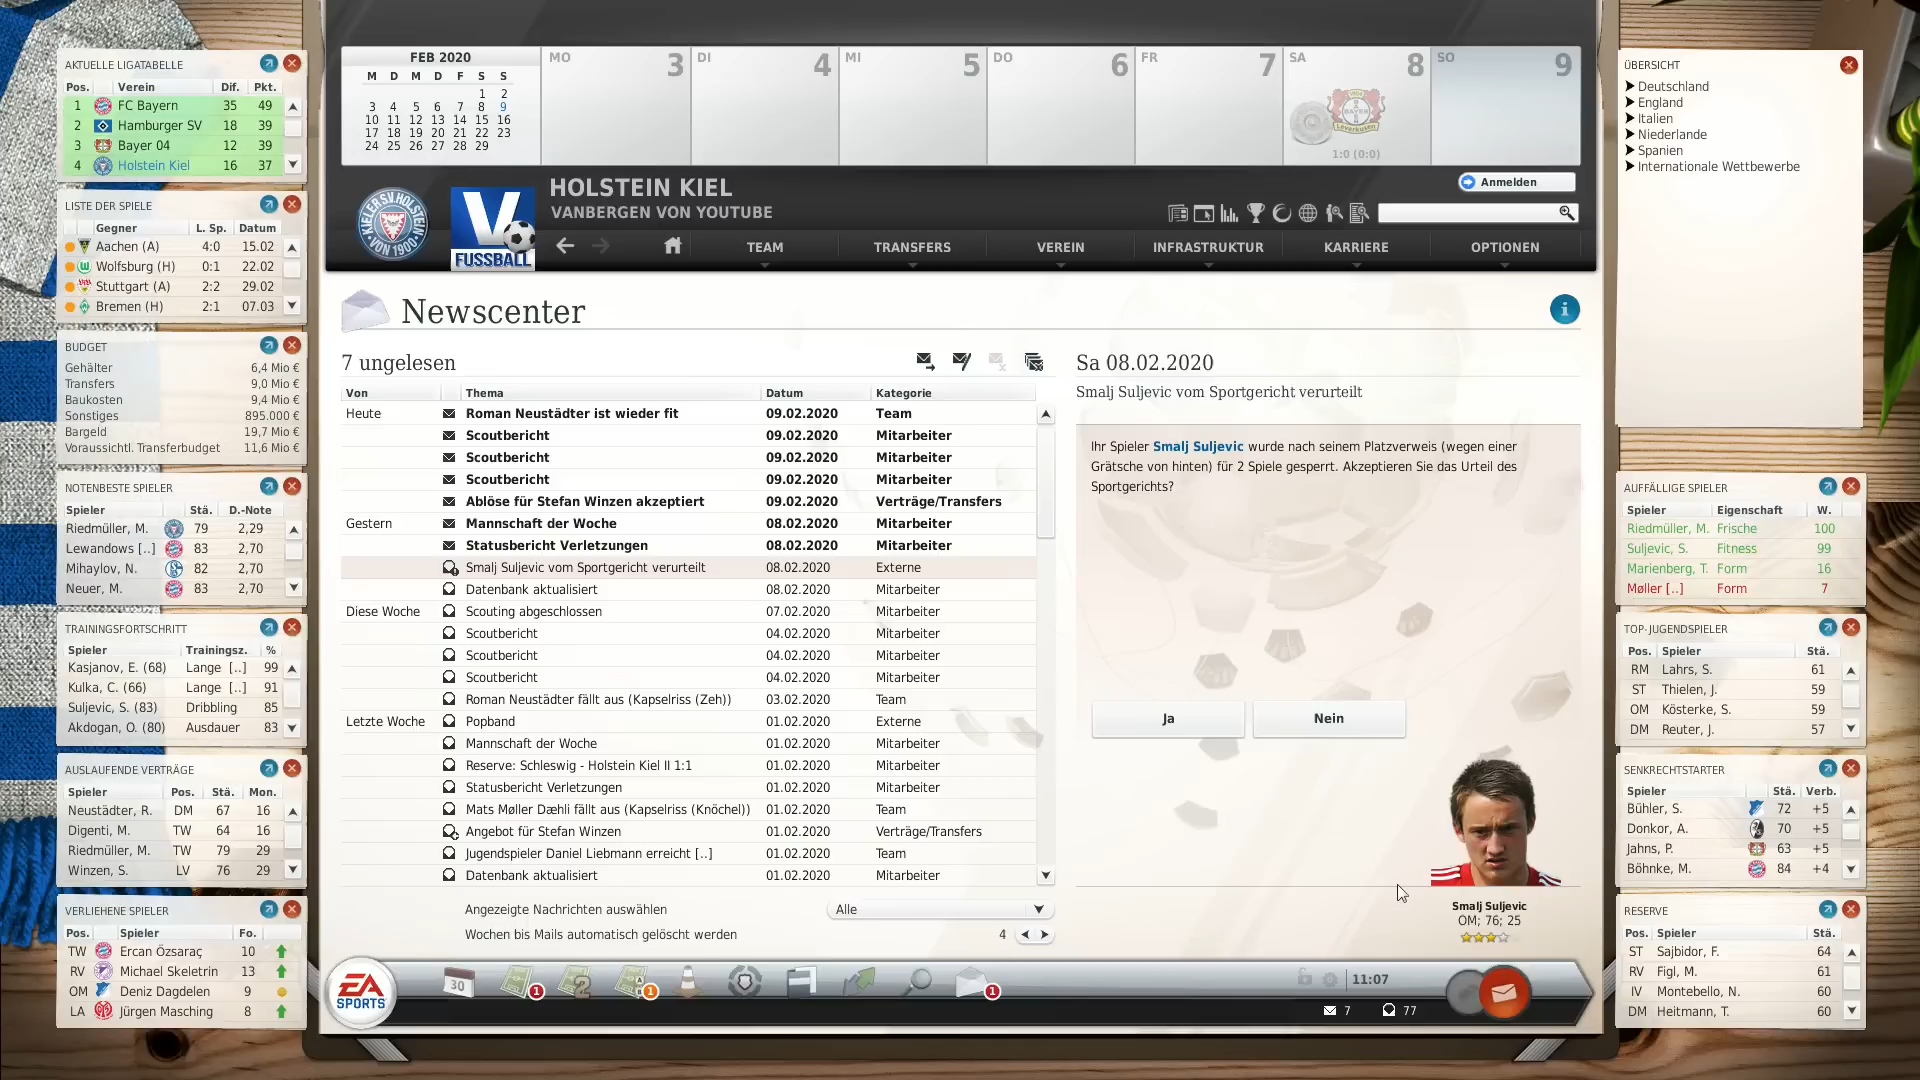 AKTUELLE LIGATABELLE
Pos. Verein Dif. Pkt.
1 FC Bayern 35 49
2 Hamburger SV 18 39
3 Bayer 04 12 39
4 Holstein Kiel 16 37
LISTE DER SPIELE
Gegner L. Sp. Datum
Aachen (A) 4:0 15.02
Wolfsburg (H) 0:1 22.02
Stuttgart (A) 2:2 29.02
Bremen (H) 2:1 07.03
BUDGET
Gehälter 6,4 Mio €
Transfers 9,0 Mio €
Baukosten 9,4 Mio €
Sonstiges 895.000 €
Bargeld 19,7 Mio €
Voraussichtl. Transferbudget 11,6 Mio €
NOTENBESTE SPIELER
Spieler Stä. D.-Note
Riedmüller, M. 79 2,29
Lewandows [..] 83 2,70
Mihaylov, N. 82 2,70
Neuer, M. 83 2,70
TRAININGSFORTSCHRITT
Spieler Trainingsz. %
Kasjanov, E. (68) Lange [..] 99
Kulka, C. (66) Lange [..] 91
Suljevic, S. (83) Dribbling 85
Akdogan, O. (80) Ausdauer 83
AUSLAUFENDE VERTRÄGE
Spieler Pos. Stä. Mon.
Neustädter, R. DM 67 16
Digenti, M. TW 64 16
Riedmüller, M. TW 79 29
Winzen, S. LV 76 29
VERLIEHENE SPIELER
Pos. Spieler Fo.
TW Ercan Özsaraç 10
RV Michael Skeletrin 13
OM Deniz Dagdelen 9
LA Jürgen Masching 8
FEB 2020
M D M D F S S
1 2
3 4 5 6 7 8 9
10 11 12 13 14 15 16
17 18 19 20 21 22 23
24 25 26 27 28 29
MO 3 DI 4 MI 5 DO 6 FR 7 SA 8 SO 9
BAYER
Leverkusen
1:0 (0:0)
KIELER S.V. HOLSTEIN
VON 1900
V
FUSSBALL
HOLSTEIN KIEL
VANBERGEN VON YOUTUBE
Anmelden
TEAM TRANSFERS VEREIN INFRASTRUKTUR KARRIERE OPTIONEN
Newscenter
i
7 ungelesen
Von Thema Datum Kategorie
Heute Roman Neustädter ist wieder fit 09.02.2020 Team
Scoutbericht 09.02.2020 Mitarbeiter
Scoutbericht 09.02.2020 Mitarbeiter
Scoutbericht 09.02.2020 Mitarbeiter
Ablöse für Stefan Winzen akzeptiert 09.02.2020 Verträge/Transfers
Gestern Mannschaft der Woche 08.02.2020 Mitarbeiter
Statusbericht Verletzungen 08.02.2020 Mitarbeiter
Smalj Suljevic vom Sportgericht verurteilt 08.02.2020 Externe
Datenbank aktualisiert 08.02.2020 Mitarbeiter
Diese Woche Scouting abgeschlossen 07.02.2020 Mitarbeiter
Scoutbericht 04.02.2020 Mitarbeiter
Scoutbericht 04.02.2020 Mitarbeiter
Scoutbericht 04.02.2020 Mitarbeiter
Roman Neustädter fällt aus (Kapselriss (Zeh)) 03.02.2020 Team
Letzte Woche Popband 01.02.2020 Externe
Mannschaft der Woche 01.02.2020 Mitarbeiter
Reserve: Schleswig - Holstein Kiel II 1:1 01.02.2020 Mitarbeiter
Statusbericht Verletzungen 01.02.2020 Mitarbeiter
Mats Møller Dæhli fällt aus (Kapselriss (Knöchel)) 01.02.2020 Team
Angebot für Stefan Winzen 01.02.2020 Verträge/Transfers
Jugendspieler Daniel Liebmann erreicht [..] 01.02.2020 Team
Datenbank aktualisiert 01.02.2020 Mitarbeiter
Angezeigte Nachrichten auswählen Alle
Wochen bis Mails automatisch gelöscht werden 4
Sa 08.02.2020
Smalj Suljevic vom Sportgericht verurteilt
Ihr Spieler Smalj Suljevic wurde nach seinem Platzverweis (wegen einer
Grätsche von hinten) für 2 Spiele gesperrt. Akzeptieren Sie das Urteil des
Sportgerichts?
Ja Nein
Smalj Suljevic
OM; 76; 25
EA
SPORTS
30 1 2 1 1
11:07
7 77
ÜBERSICHT
Deutschland
England
Italien
Niederlande
Spanien
Internationale Wettbewerbe
AUFFÄLLIGE SPIELER
Spieler Eigenschaft W.
Riedmüller, M. Frische 100
Suljevic, S. Fitness 99
Marienberg, T. Form 16
Møller [..] Form 7
TOP-JUGENDSPIELER
Pos. Spieler Stä.
RM Lahrs, S. 61
ST Thielen, J. 59
OM Kösterke, S. 59
DM Reuter, J. 57
SENKRECHTSTARTER
Spieler Stä. Verb.
Bühler, S. 72 +5
Donkor, A. 70 +5
Jahns, P. 63 +5
Böhnke, M. 84 +4
RESERVE
Pos. Spieler Stä.
ST Sajbidor, F. 64
RV Figl, M. 61
IV Montebello, N. 60
DM Heitmann, T. 60